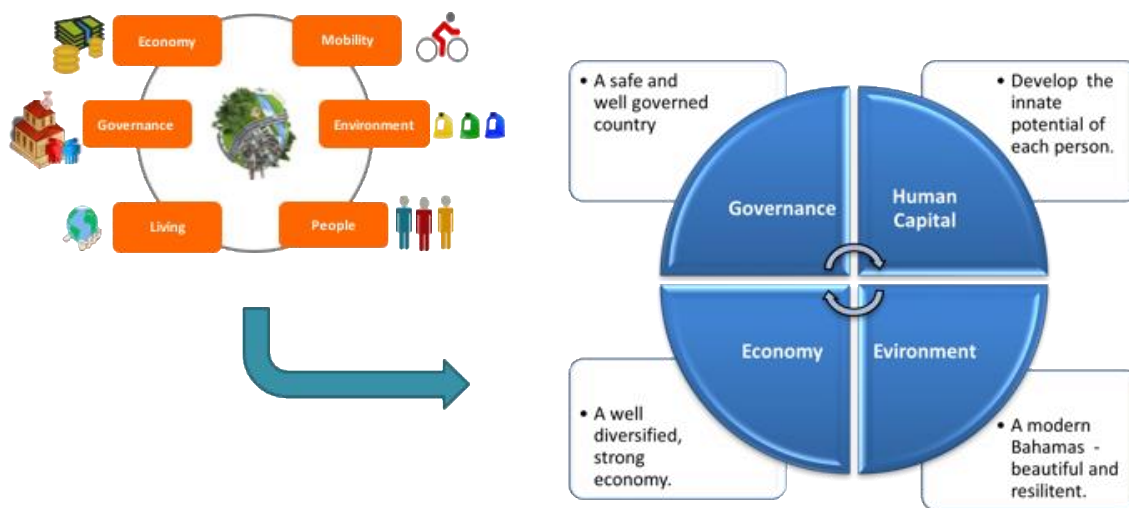 Economy
Mobility
Governance
Environment
Living
People
• A safe and
well governed
country
• Develop the
innate
potential of
each person.
Governance
Human
Capital
Economy
Evironment
• A well
diversified,
strong
economy.
• A modern
Bahamas -
beautiful and
resilitent.